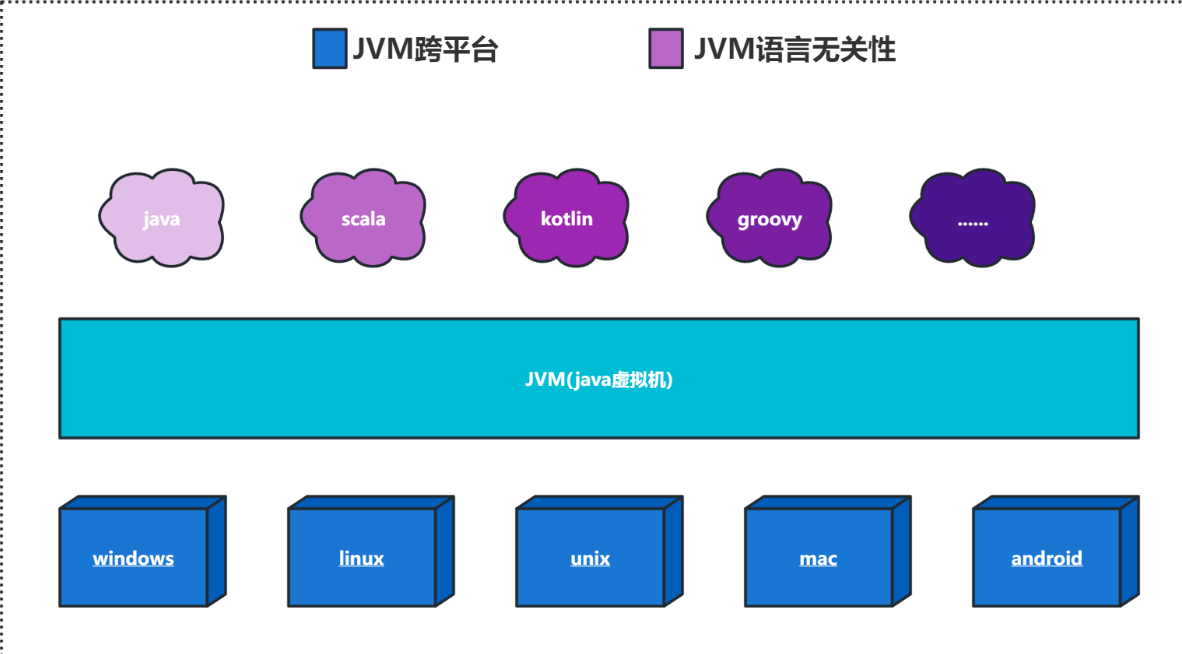 JVM跨平台
JVM语言无关性
java
scala
kotlin
groovy
......
JVM(java虚拟机)
windows
linux
unix
mac
android